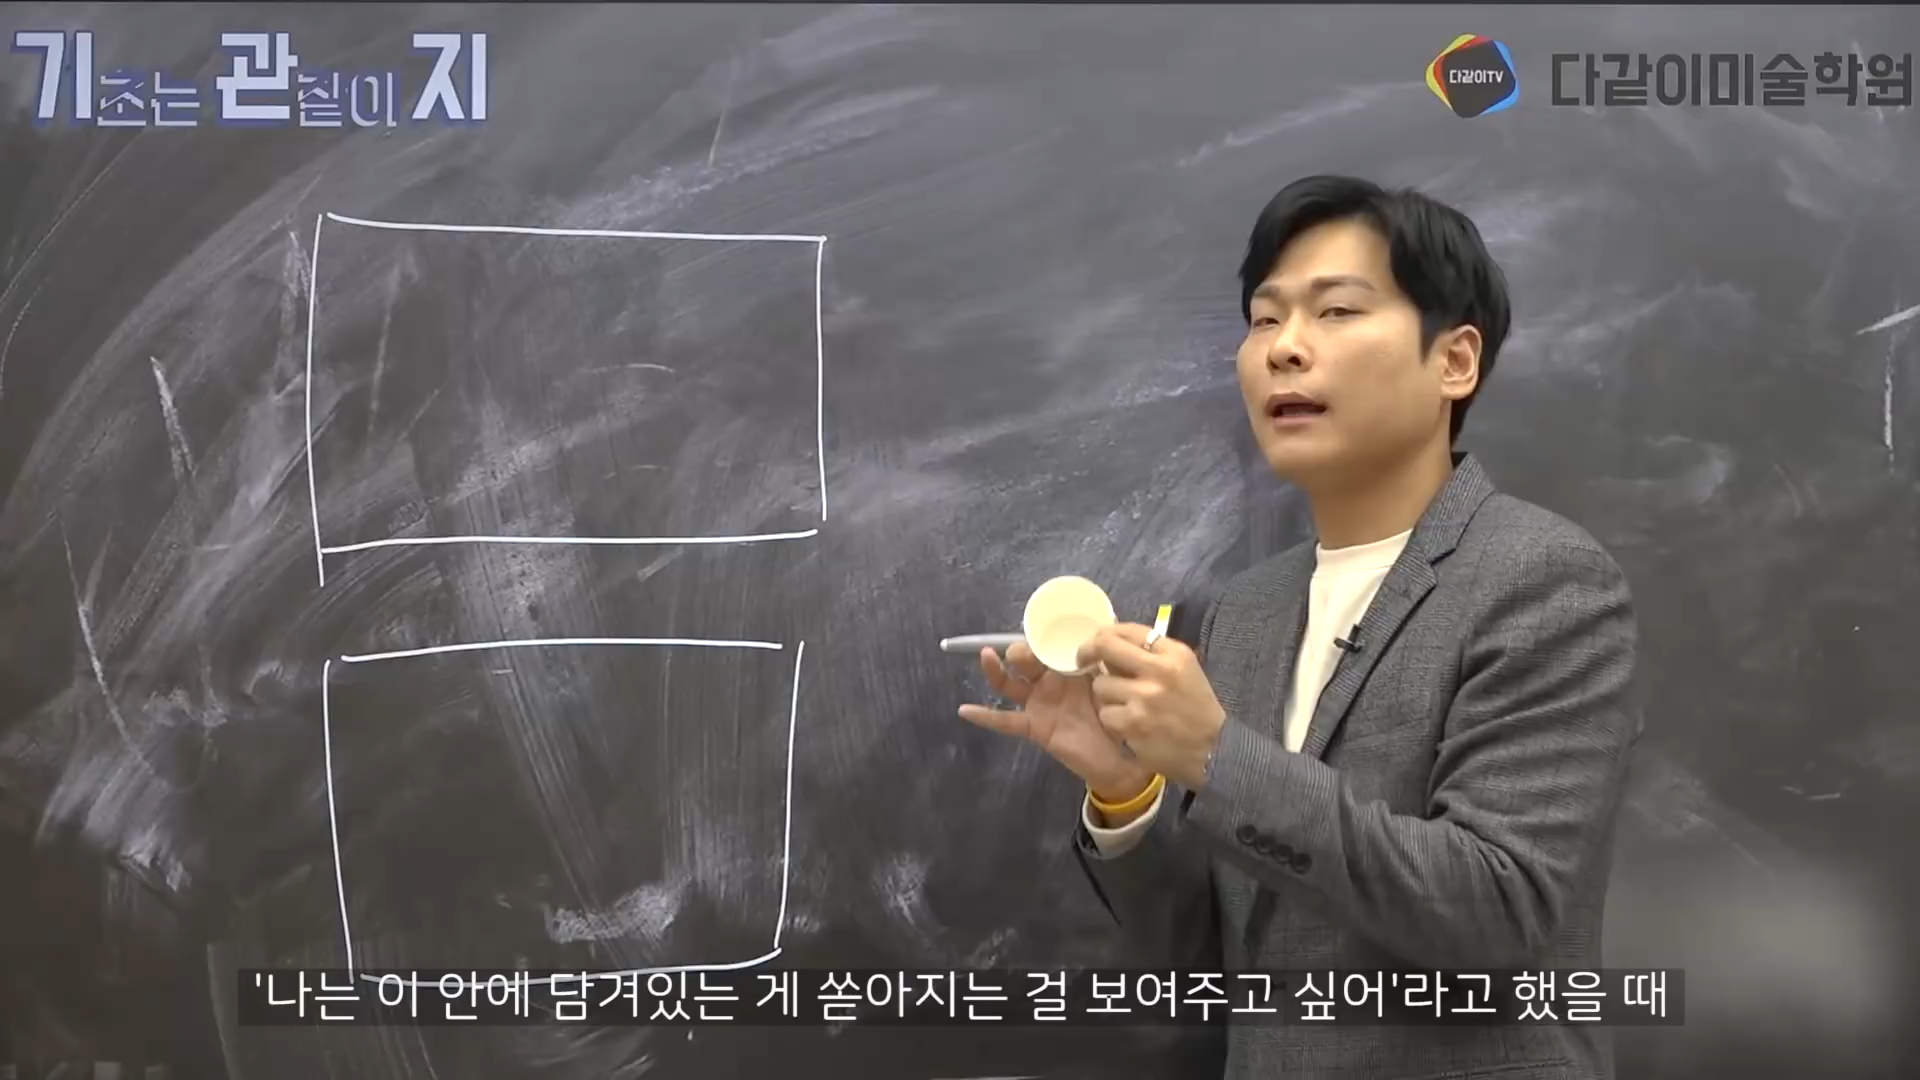 기초는 관찰이 지
다같이TV 다같이미술학원
'나는 이 안에 담겨있는 게 쏟아지는 걸 보여주고 싶어'라고 했을 때